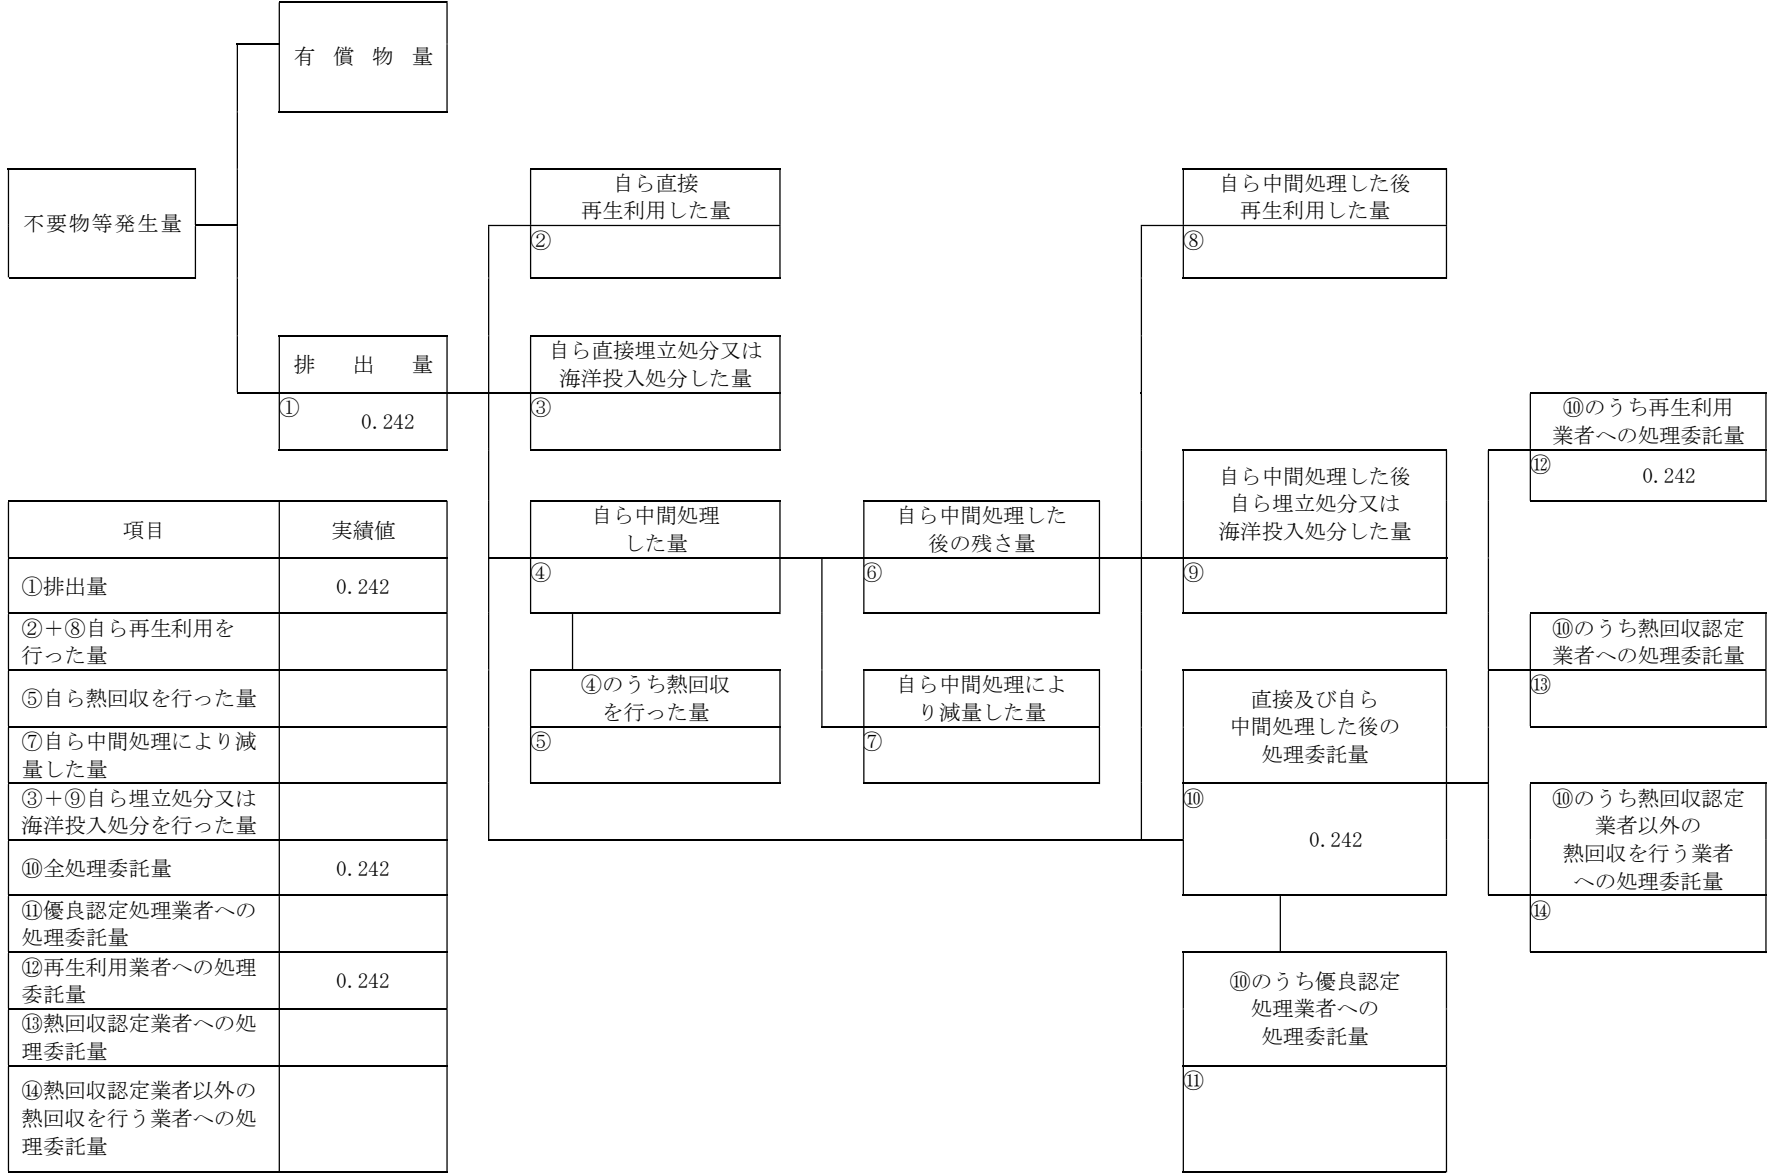 有償物量
不要物等発生量
排出量
①
0.242
自ら直接
再生利用した量
②
自ら直接埋立処分又は
海洋投入処分した量
③
自ら中間処理
した量
④
④のうち熱回収
を行った量
⑤
自ら中間処理した
後の残さ量
⑥
自ら中間処理によ
り減量した量
⑦
自ら中間処理した後
再生利用した量
⑧
自ら中間処理した後
自ら埋立処分又は
海洋投入処分した量
⑨
直接及び自ら
中間処理した後の
処理委託量
⑩
0.242
⑩のうち優良認定
処理業者への
処理委託量
⑪
⑩のうち再生利用
業者への処理委託量
⑫
0.242
⑩のうち熱回収認定
業者への処理委託量
⑬
⑩のうち熱回収認定
業者以外の
熱回収を行う業者
への処理委託量
⑭
項目 実績値
①排出量 0.242
②＋⑧自ら再生利用を
行った量
⑤自ら熱回収を行った量
⑦自ら中間処理により減
量した量
③＋⑨自ら埋立処分又は
海洋投入処分を行った量
⑩全処理委託量 0.242
⑪優良認定処理業者への
処理委託量
⑫再生利用業者への処理
委託量
0.242
⑬熱回収認定業者への処
理委託量
⑭熱回収認定業者以外の
熱回収を行う業者への処
理委託量